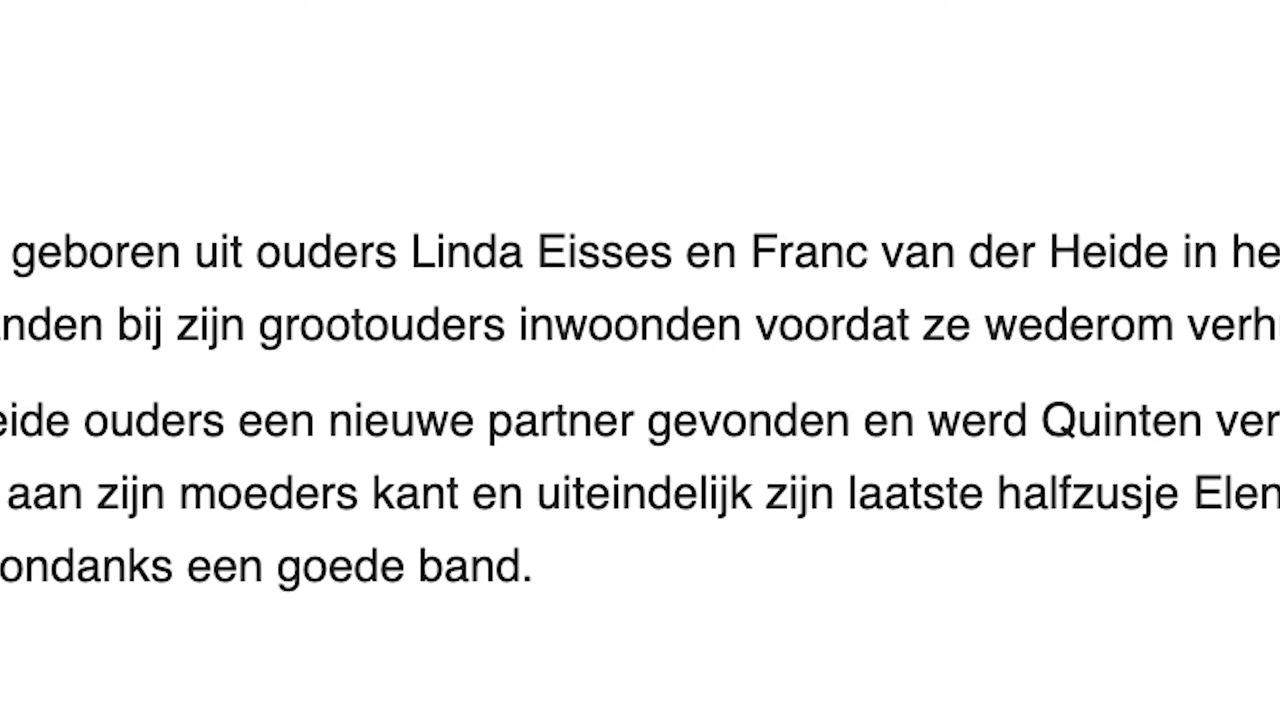 geboren uit ouders Linda Eisses en Franc van der Heide in he
nden bij zijn grootouders inwoonden voordat ze wederom verh
eide ouders een nieuwe partner gevonden en werd Quinten ver
aan zijn moeders kant en uiteindelijk zijn laatste halfzusje Elen
ondanks een goede band.